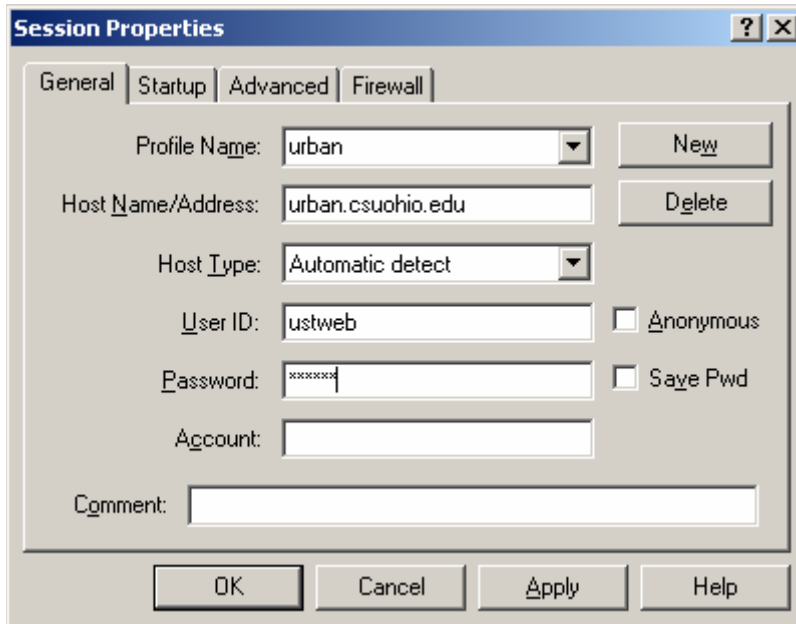 Session Properties
General Startup Advanced Firewall
Profile Name: urban New
Host Name/Address: urban.csuohio.edu Delete
Host Type: Automatic detect
User ID: ustweb Anonymous
Password: ****** Save Pwd
Account:
Comment:
OK Cancel Apply Help